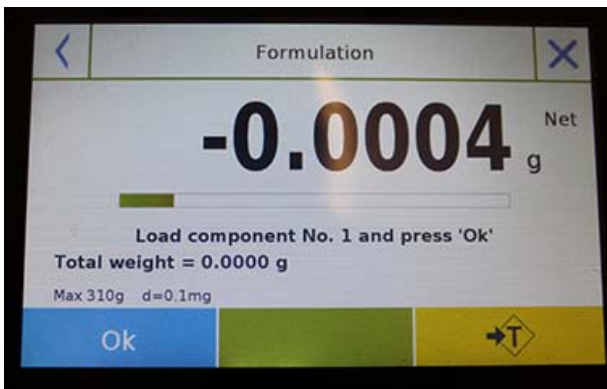 Formulation
-0.0004 g Net
Load component No. 1 and press 'Ok'
Total weight = 0.0000 g
Max 310g d=0.1mg
Ok
T